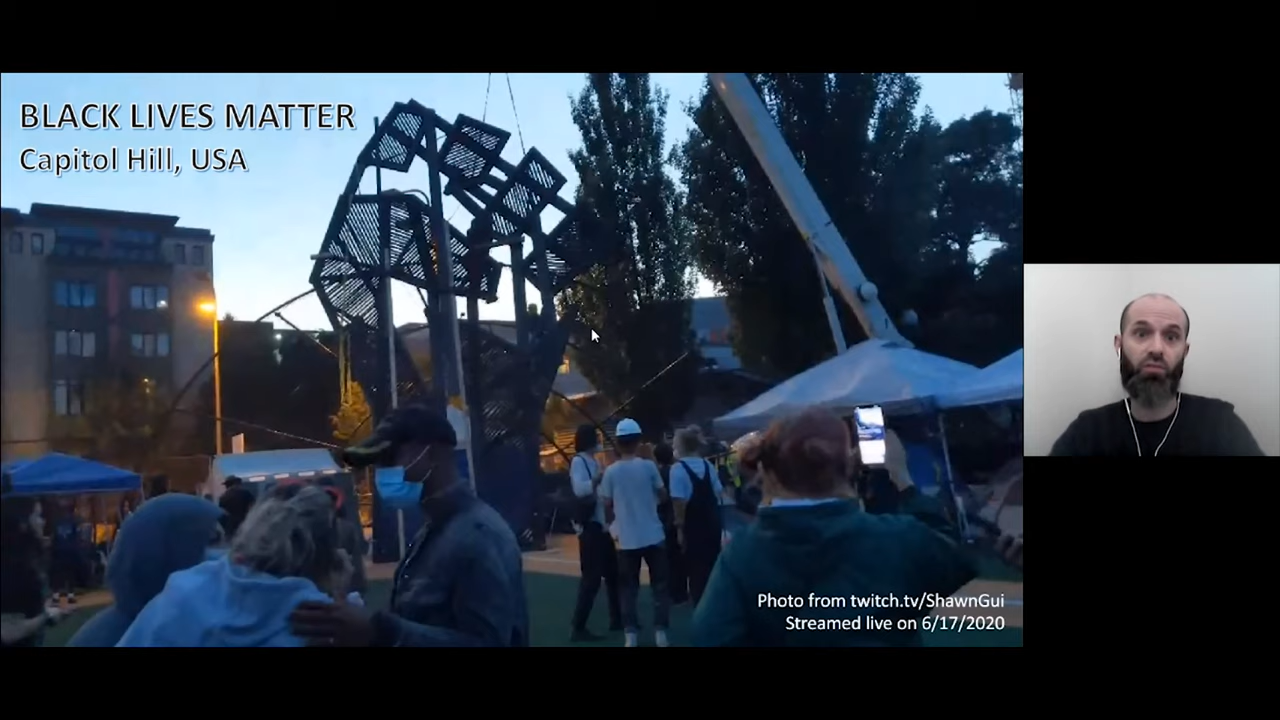 BLACK LIVES MATTER
Capitol Hill, USA
Photo from twitch.tv/ShawnGui
Streamed live on 6/17/2020